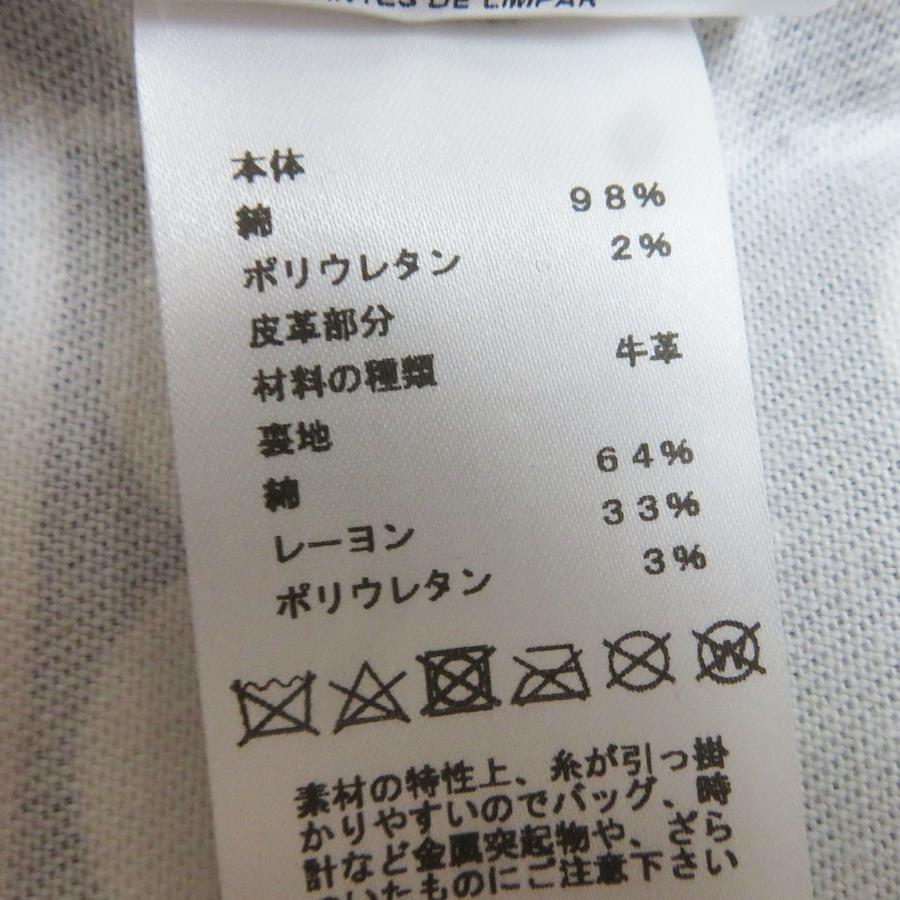 ANTES DE LIMPAR
本体
綿 98%
ポリウレタン 2%
皮革部分
材料の種類 牛革
裏地
綿 64%
レーヨン 33%
ポリウレタン 3%
W
素材の特性上、糸が引っ掛
かりやすいのでバッグ、時
計など金属突起物や、ざら
ついたものにご注意下さい